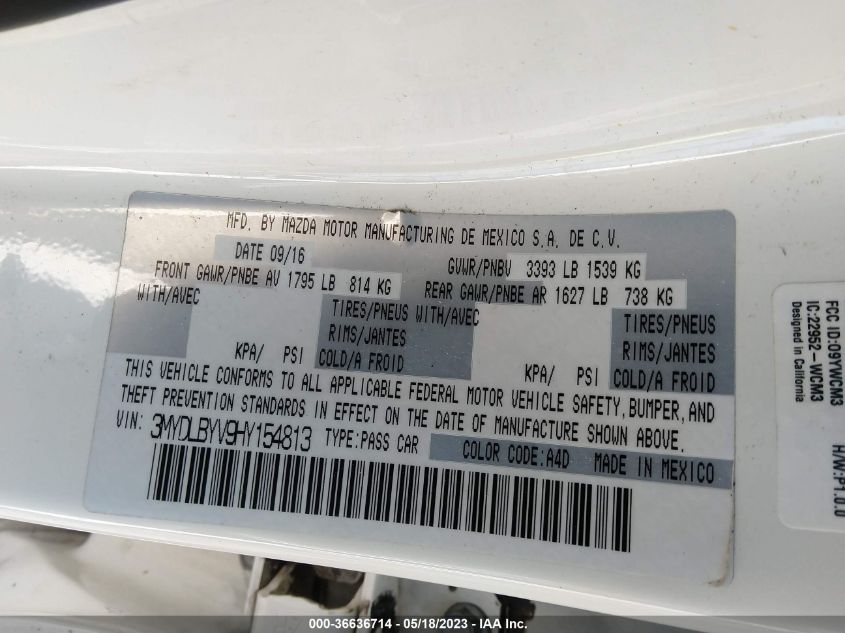 MFD. BY MAZDA MOTOR MANUFACTURING DE MEXICO S.A. DE C.V.
DATE 09/16
GVWR/PNBV 3393 LB 1539 KG
FRONT GAWR/PNBE AV 1795 LB 814 KG
REAR GAWR/PNBE AR 1627 LB 738 KG
WITH/AVEC
TIRES/PNEUS
RIMS/JANTES
KPA/ PSI COLD/A FROID
WITH/AVEC
TIRES/PNEUS
RIMS/JANTES
KPA/ PSI COLD/A FROID
THIS VEHICLE CONFORMS TO ALL APPLICABLE FEDERAL MOTOR VEHICLE SAFETY, BUMPER, AND
THEFT PREVENTION STANDARDS IN EFFECT ON THE DATE OF MANUFACTURE SHOWN ABOVE.
VIN: 3MYDLBYV9HY154813 TYPE:PASS CAR
COLOR CODE:A4D MADE IN MEXICO
FCC ID:O9YWCM3
IC:22952-WCM3
Designed in California
H/W:P1.0.0
000-36636714 - 05/18/2023 - IAA Inc.